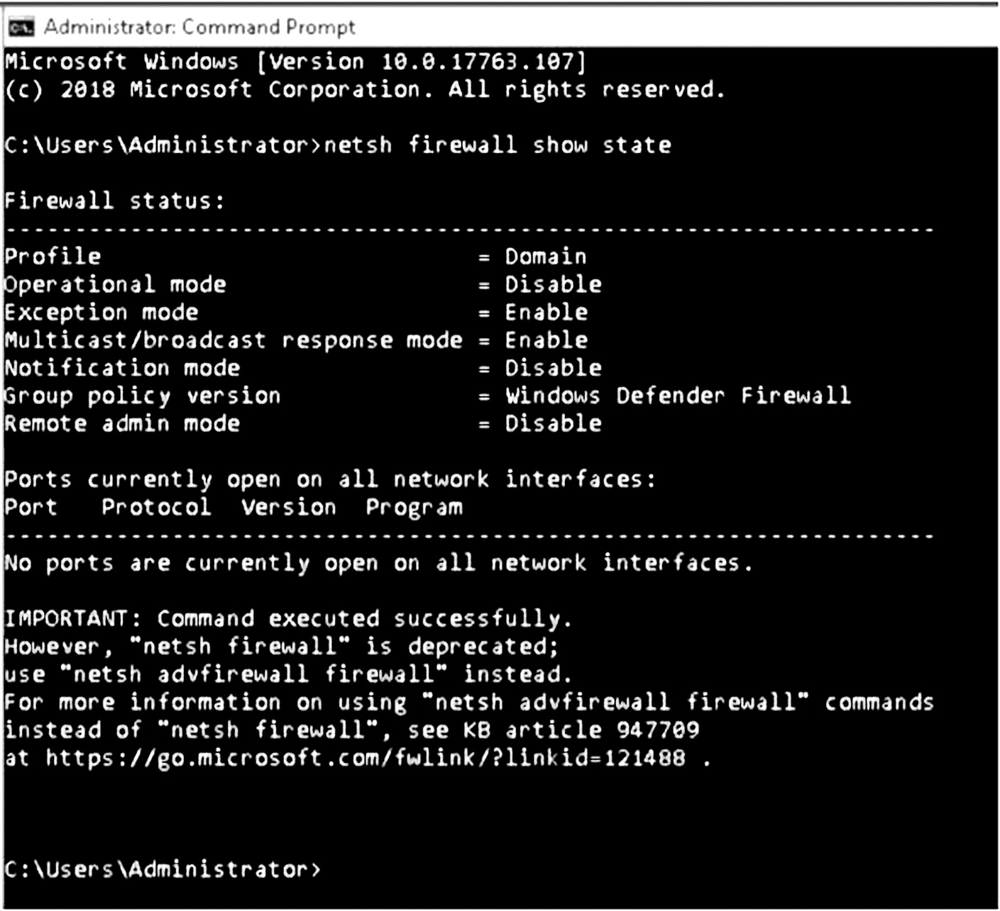 Administrator: Command Prompt
Microsoft Windows [Version 10.0.17763.107]
(c) 2018 Microsoft Corporation. All rights reserved.
C:\Users\Administrator>netsh firewall show state
Firewall status:
-------------------------------------------------------------------
Profile                            = Domain
Operational mode                   = Disable
Exception mode                     = Enable
Multicast/broadcast response mode = Enable
Notification mode                  = Disable
Group policy version               = Windows Defender Firewall
Remote admin mode                  = Disable
Ports currently open on all network interfaces:
Port   Protocol  Version  Program
-------------------------------------------------------------------
No ports are currently open on all network interfaces.
IMPORTANT: Command executed successfully.
However, "netsh firewall" is deprecated;
use "netsh advfirewall firewall" instead.
For more information on using "netsh advfirewall firewall" commands
instead of "netsh firewall", see KB article 947709
at https://go.microsoft.com/fwlink/?linkid=121488 .
C:\Users\Administrator>